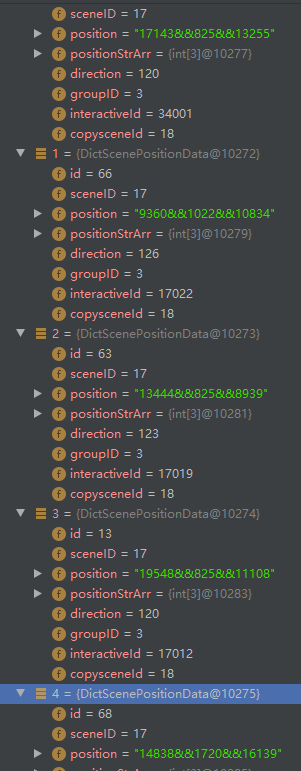 sceneID = 17
position = "17143&&825&&13255"
positionStrArr = {int[3]@10277}
direction = 120
groupID = 3
interactiveId = 34001
copysceneId = 18
1 = {DictScenePositionData@10272}
id = 66
sceneID = 17
position = "9360&&1022&&10834"
positionStrArr = {int[3]@10279}
direction = 126
groupID = 3
interactiveId = 17022
copysceneId = 18
2 = {DictScenePositionData@10273}
id = 63
sceneID = 17
position = "13444&&825&&8939"
positionStrArr = {int[3]@10281}
direction = 123
groupID = 3
interactiveId = 17019
copysceneId = 18
3 = {DictScenePositionData@10274}
id = 13
sceneID = 17
position = "19548&&825&&11108"
positionStrArr = {int[3]@10283}
direction = 120
groupID = 3
interactiveId = 17012
copysceneId = 18
4 = {DictScenePositionData@10275}
id = 68
sceneID = 17
position = "14838&&1720&&16139"